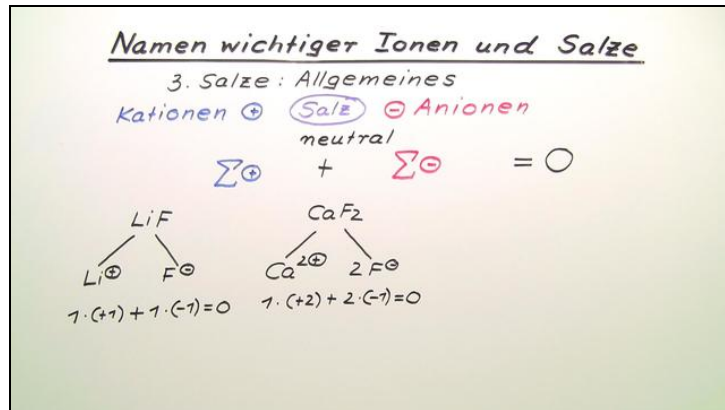 Namen wichtiger Ionen und Salze
3. Salze: Allgemeines
Kationen ⊕ Salz ⊖ Anionen
neutral
Σ⊕ + Σ⊖ = 0
LiF CaF2
Li⊕ F⊖ Ca2⊕ 2F⊖
1·(+1)+1·(-1)=0 1·(+2)+2·(-1)=0